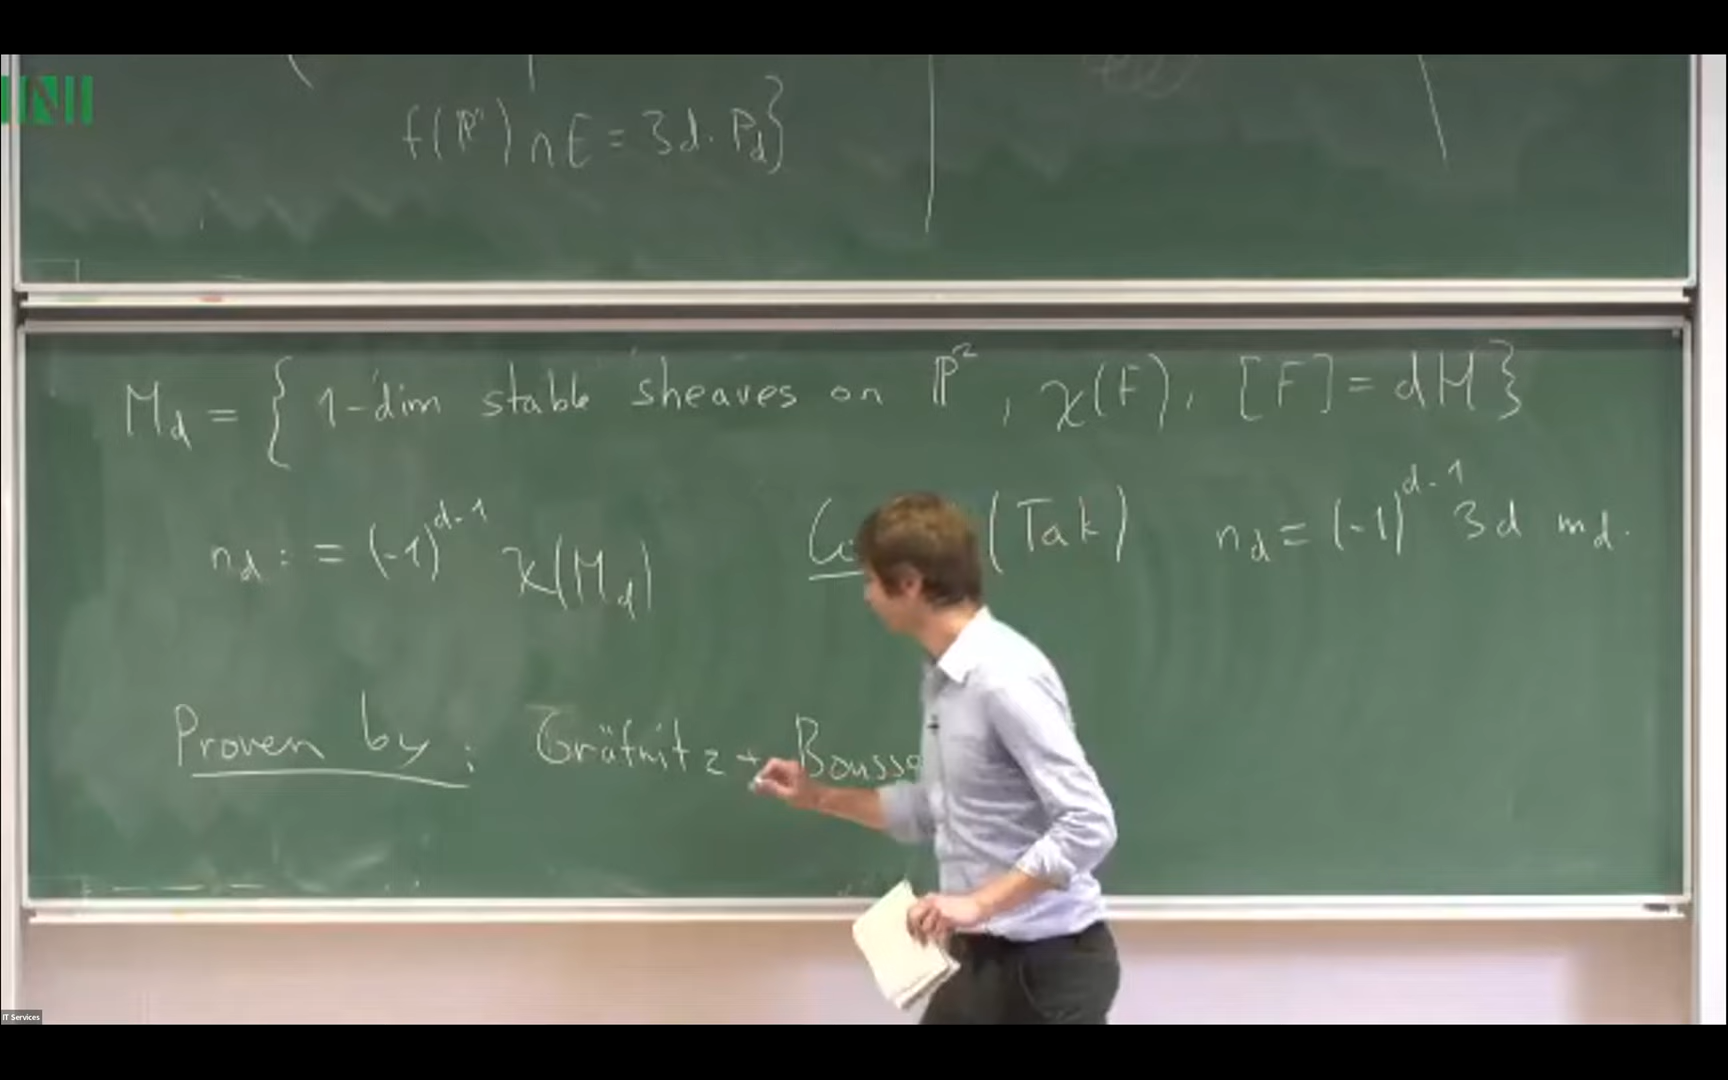 f(ℙ¹) ∩ E = 3d · P_d}
M_d = { 1-dim stable sheaves on ℙ², χ(F), [F] = dH}
n_d := (-1)^{d-1} χ(M_d)
(Tak) n_d = (-1)^{d-1} 3d m_d.
Proven by: Gräfnitz + Bouss
IT Services